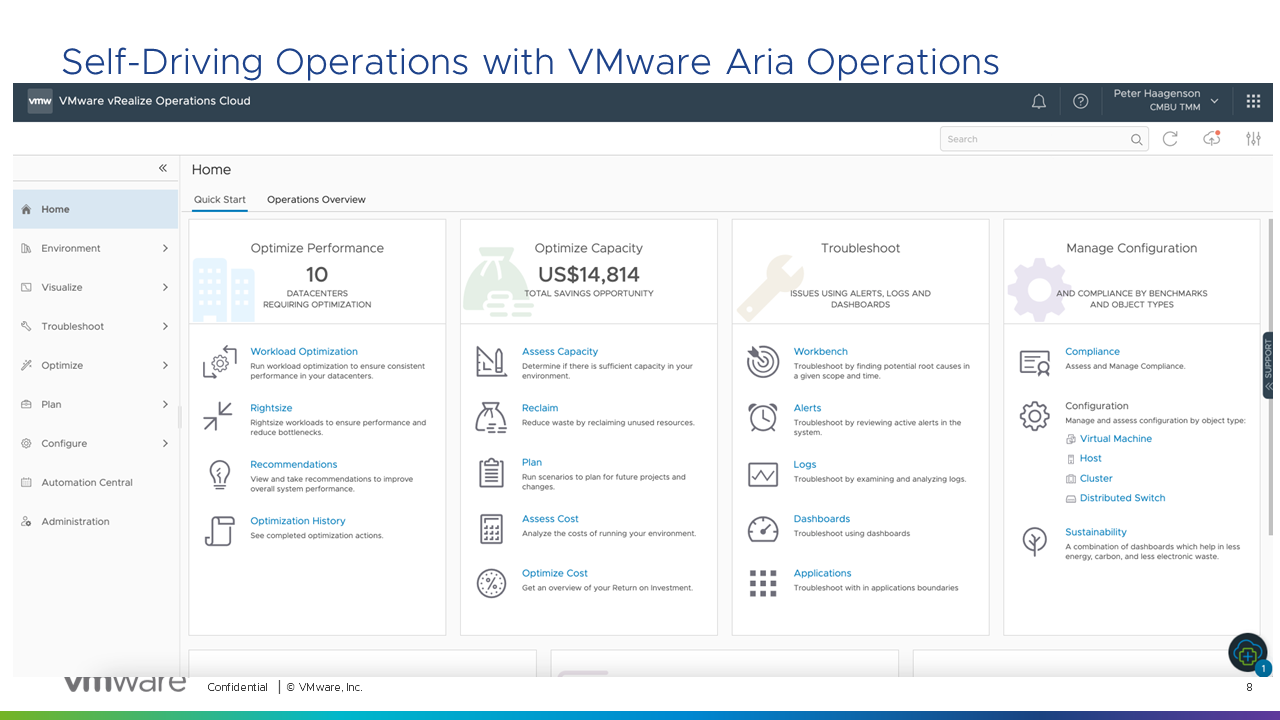 Self-Driving Operations with VMware Aria Operations
vmw VMware vRealize Operations Cloud
Peter Haagenson
CMBU TMM
Search
Home
Quick Start
Operations Overview
Home
Environment
Visualize
Troubleshoot
Optimize
Plan
Configure
Automation Central
Administration
Optimize Performance
10
DATACENTERS
REQUIRING OPTIMIZATION
Workload Optimization
Run workload optimization to ensure consistent
performance in your datacenters.
Rightsize
Rightsize workloads to ensure performance and
reduce bottlenecks.
Recommendations
View and take recommendations to improve
overall system performance.
Optimization History
See completed optimization actions.
Optimize Capacity
US$14,814
TOTAL SAVINGS OPPORTUNITY
Assess Capacity
Determine if there is sufficient capacity in your
environment.
Reclaim
Reduce waste by reclaiming unused resources.
Plan
Run scenarios to plan for future projects and
changes.
Assess Cost
Analyze the costs of running your environment.
Optimize Cost
Get an overview of your Return on Investment.
Troubleshoot
ISSUES USING ALERTS, LOGS AND
DASHBOARDS
Workbench
Troubleshoot by finding potential root causes in
a given scope and time.
Alerts
Troubleshoot by reviewing active alerts in the
system.
Logs
Troubleshoot by examining and analyzing logs.
Dashboards
Troubleshoot using dashboards
Applications
Troubleshoot with in applications boundaries
Manage Configuration
AND COMPLIANCE BY BENCHMARKS
AND OBJECT TYPES
Compliance
Assess and Manage Compliance.
Configuration
Manage and assess configuration by object type:
Virtual Machine
Host
Cluster
Distributed Switch
Sustainability
A combination of dashboards which help in less
energy, carbon, and less electronic waste.
SUPPORT
1
vmware
Confidential | © VMware, Inc.
8